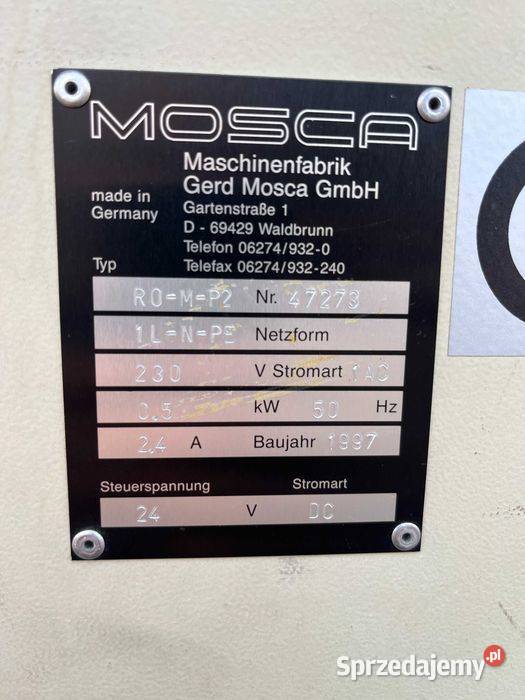 MOSCA
Maschinenfabrik
Gerd Mosca GmbH
made in
Germany
Gartenstraße 1
D - 69429 Waldbrunn
Telefon 06274/932-0
Telefax 06274/932-240
Typ
RO=M=P2 Nr. 47273
1L=N=PE Netzform
230 V Stromart 1AC
0.5 kW 50 Hz
2.4 A Baujahr 1997
Steuerspannung Stromart
24 V DC
Sprzedajemy.pl